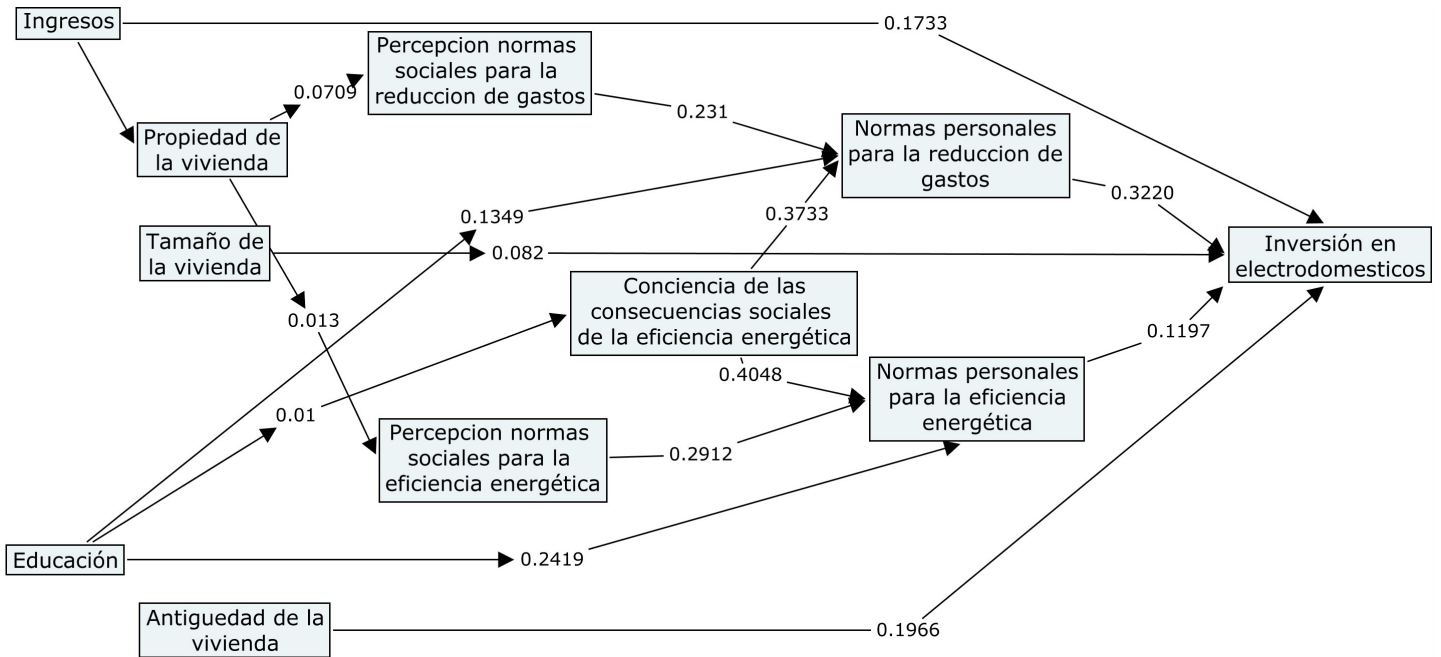 Ingresos
0.1733
Percepcion normas
sociales para la
reduccion de gastos
0.0709
0.231
Propiedad de
la vivienda
Normas personales
para la reduccion de
gastos
0.3733
0.3220
0.1349
Tamaño de
la vivienda
0.082
Inversión en
electrodomesticos
Conciencia de las
consecuencias sociales
de la eficiencia energética
0.013
0.1197
0.4048
Normas personales
para la eficiencia
energética
0.01
Percepcion normas
sociales para la
eficiencia energética
0.2912
Educación
0.2419
Antiguedad de la
vivienda
0.1966